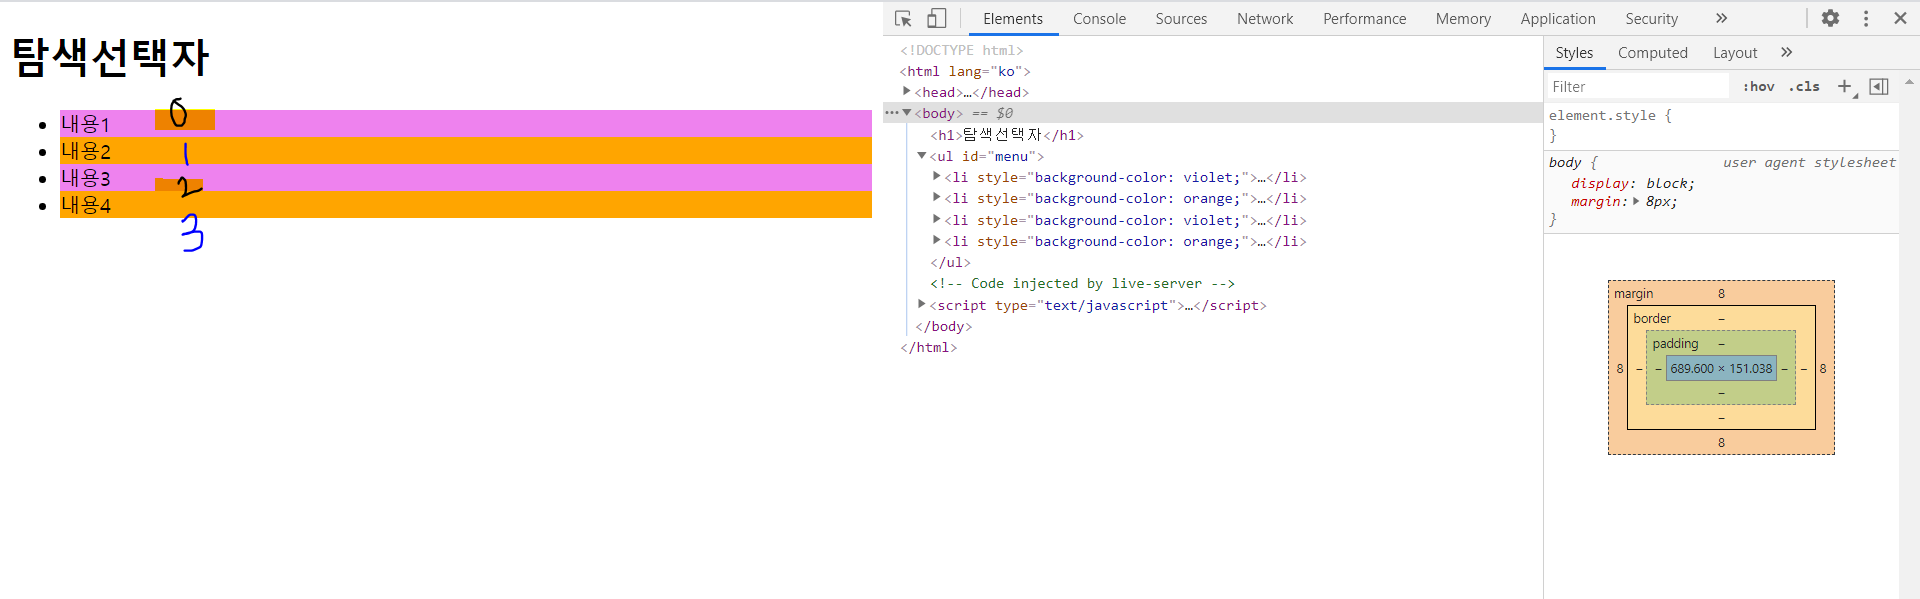 탐색선택자
내용1 0
내용2 1
내용3 2
내용4
3
Elements Console Sources Network Performance Memory Application Security »
<!DOCTYPE html>
<html lang="ko">
<head>…</head>
<body> == $0
<h1>탐색선택자</h1>
<ul id="menu">
<li style="background-color: violet;">…</li>
<li style="background-color: orange;">…</li>
<li style="background-color: violet;">…</li>
<li style="background-color: orange;">…</li>
</ul>
<!-- Code injected by live-server -->
<script type="text/javascript">…</script>
</body>
</html>
Styles Computed Layout »
Filter :hov .cls +
element.style {
}
body { user agent stylesheet
display: block;
margin: 8px;
}
margin 8
border –
padding –
8 – – 689.600 × 151.038 – – 8
–
–
8